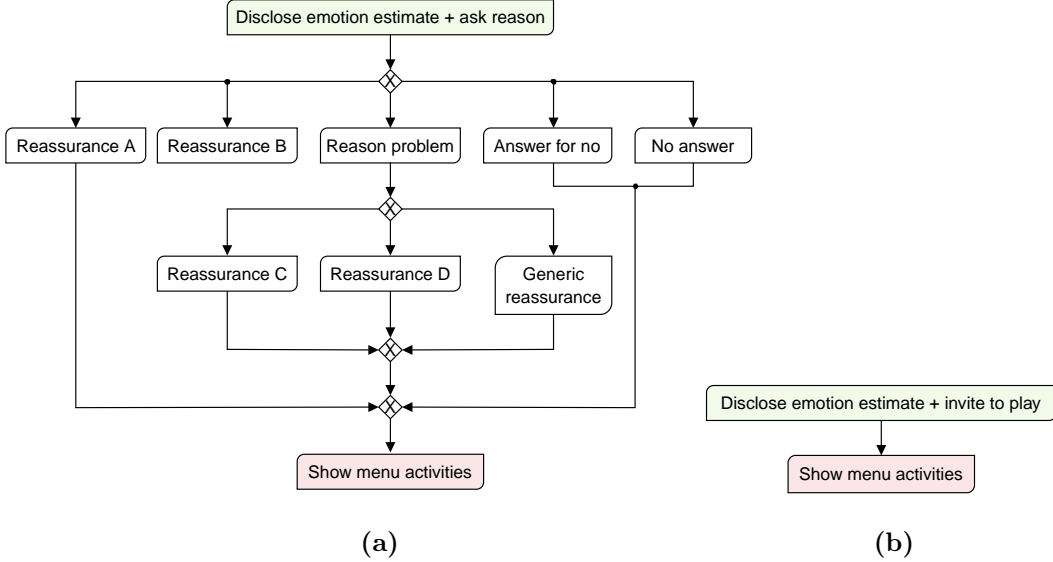 Disclose emotion estimate + ask reason
X
Reassurance A
Reassurance B
Reason problem
Answer for no
No answer
X
Reassurance C
Reassurance D
Generic
reassurance
X
X
Disclose emotion estimate + invite to play
Show menu activities
Show menu activities
(a)
(b)